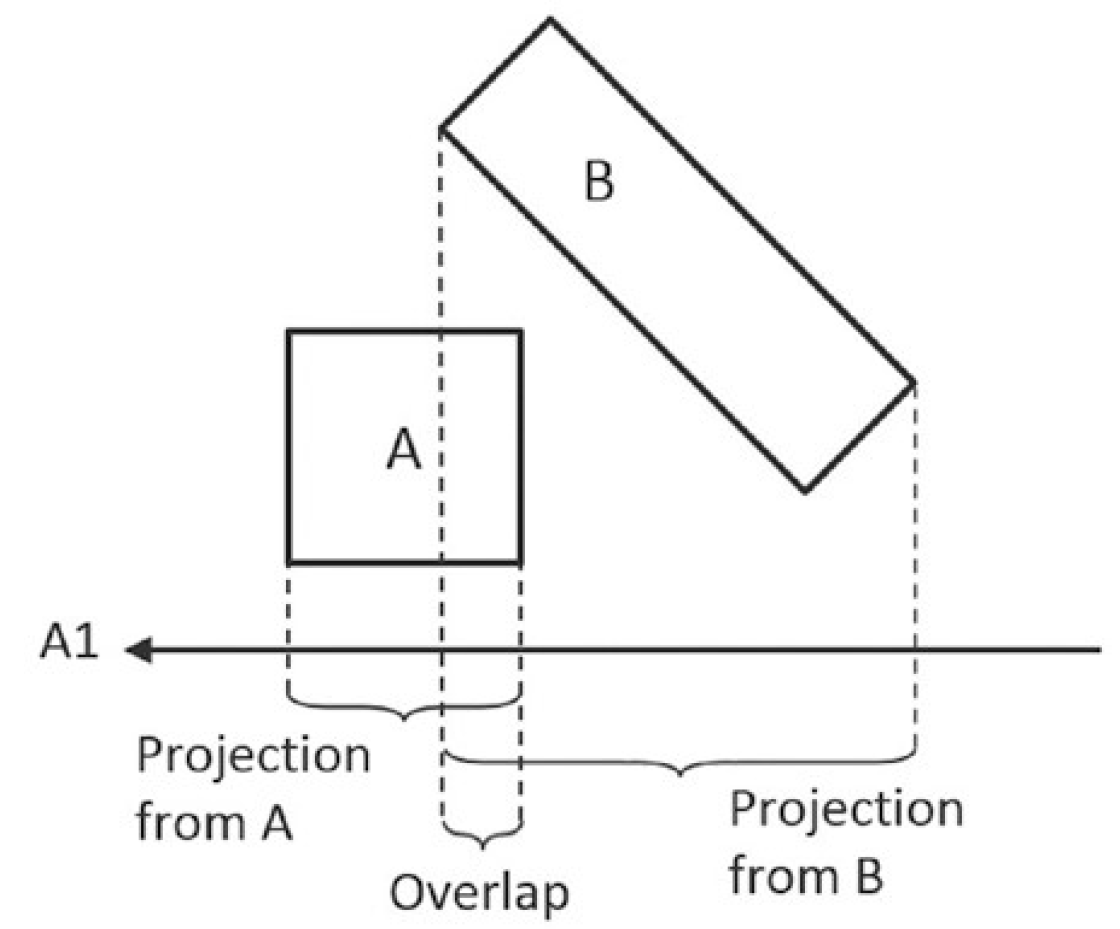 B
A
A1
Projection
from A
Projection
from B
Overlap